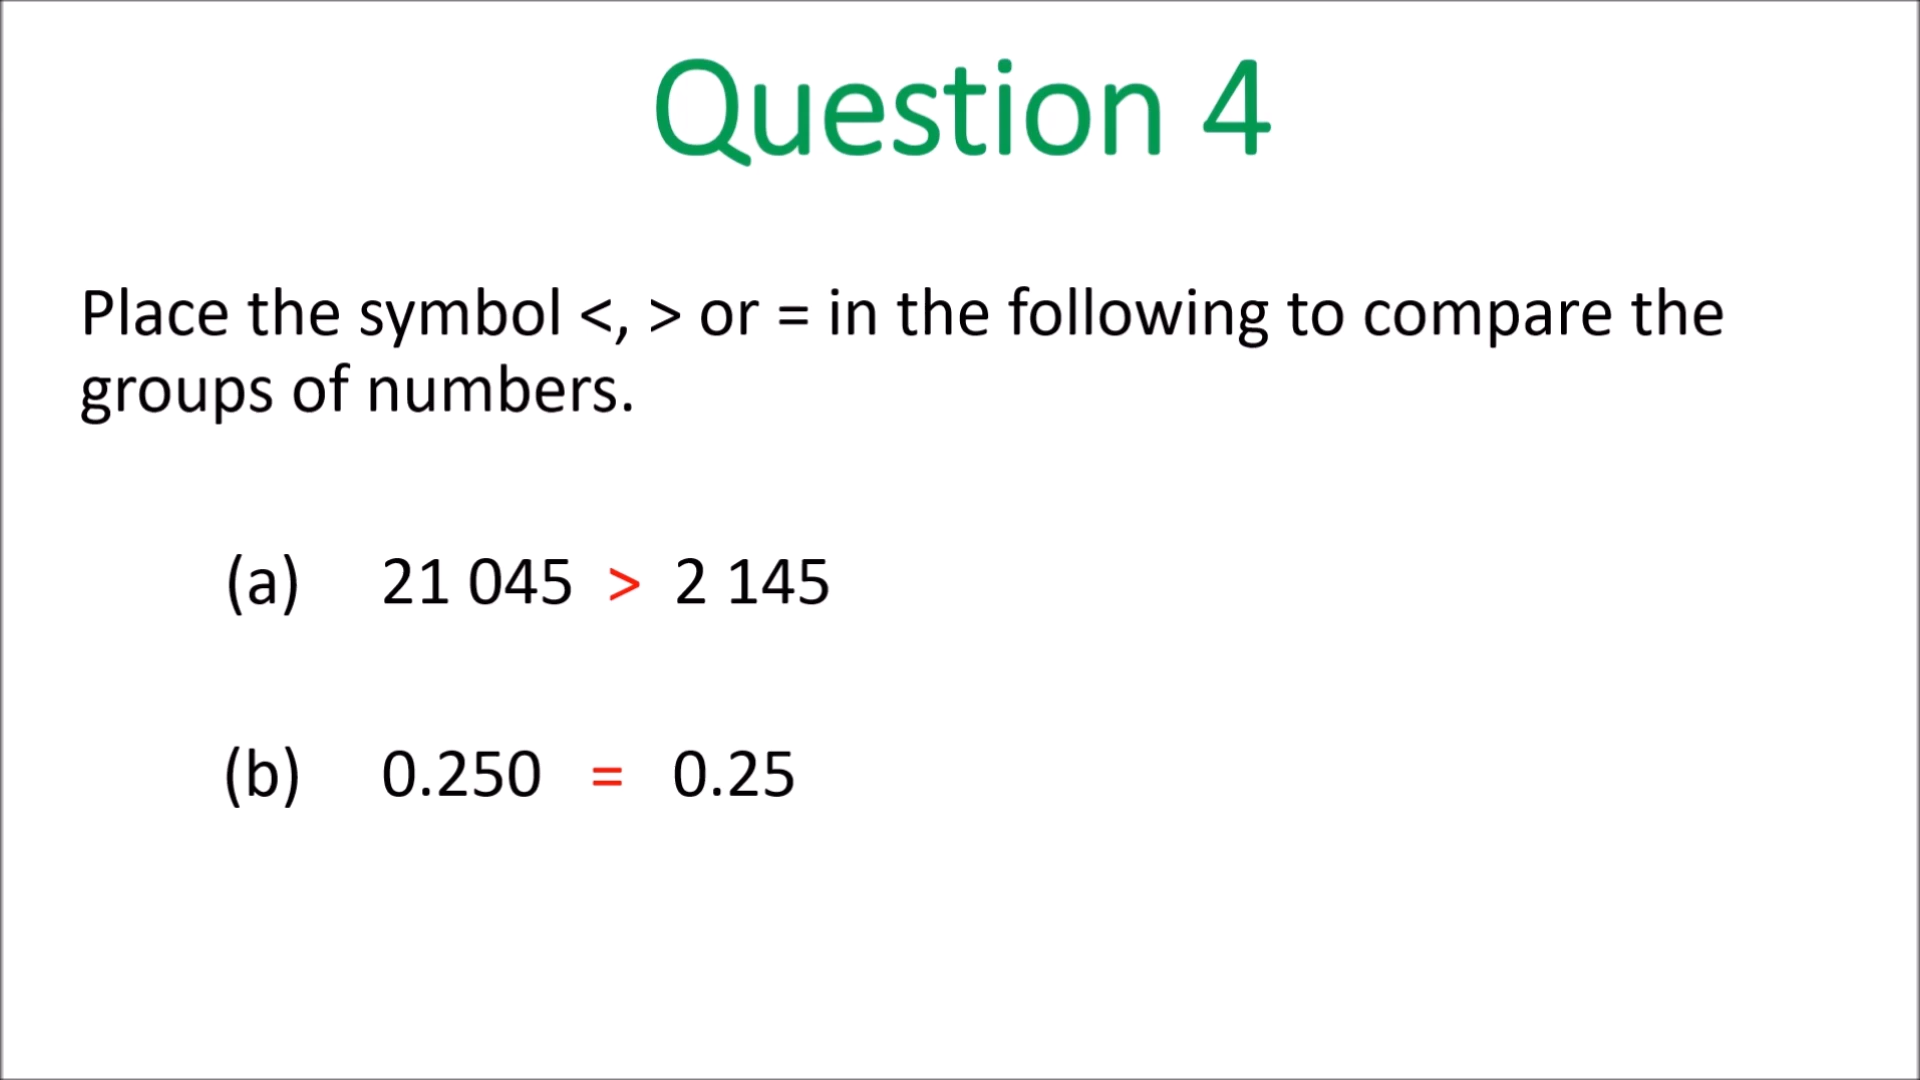 Question 4
Place the symbol <, > or = in the following to compare the
groups of numbers.
(a) 21 045 > 2 145
(b) 0.250 = 0.25